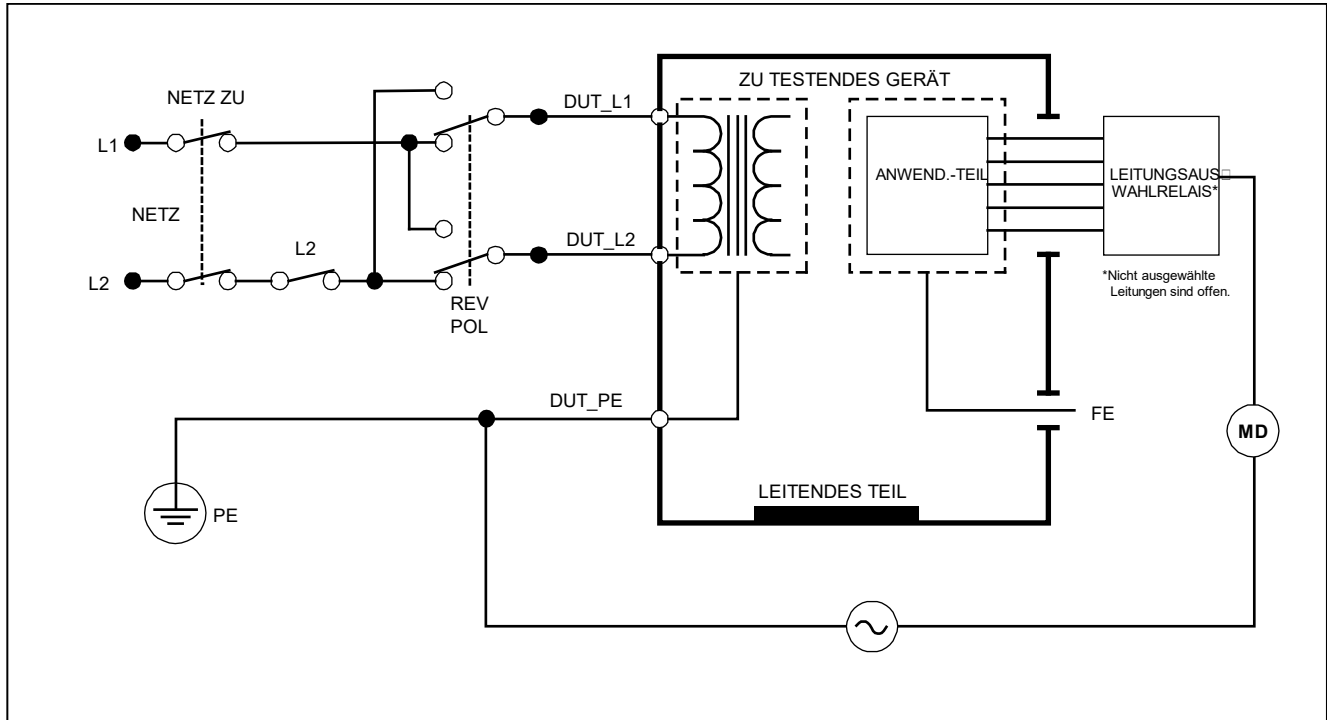 ZU TESTENDES GERÄT
NETZ ZU
DUT_L1
L1
ANWEND.-TEIL
LEITUNGSAUS□
WAHLRELAIS*
NETZ
L2
DUT_L2
L2
*Nicht ausgewählte
Leitungen sind offen.
REV
POL
DUT_PE
FE
MD
LEITENDES TEIL
PE